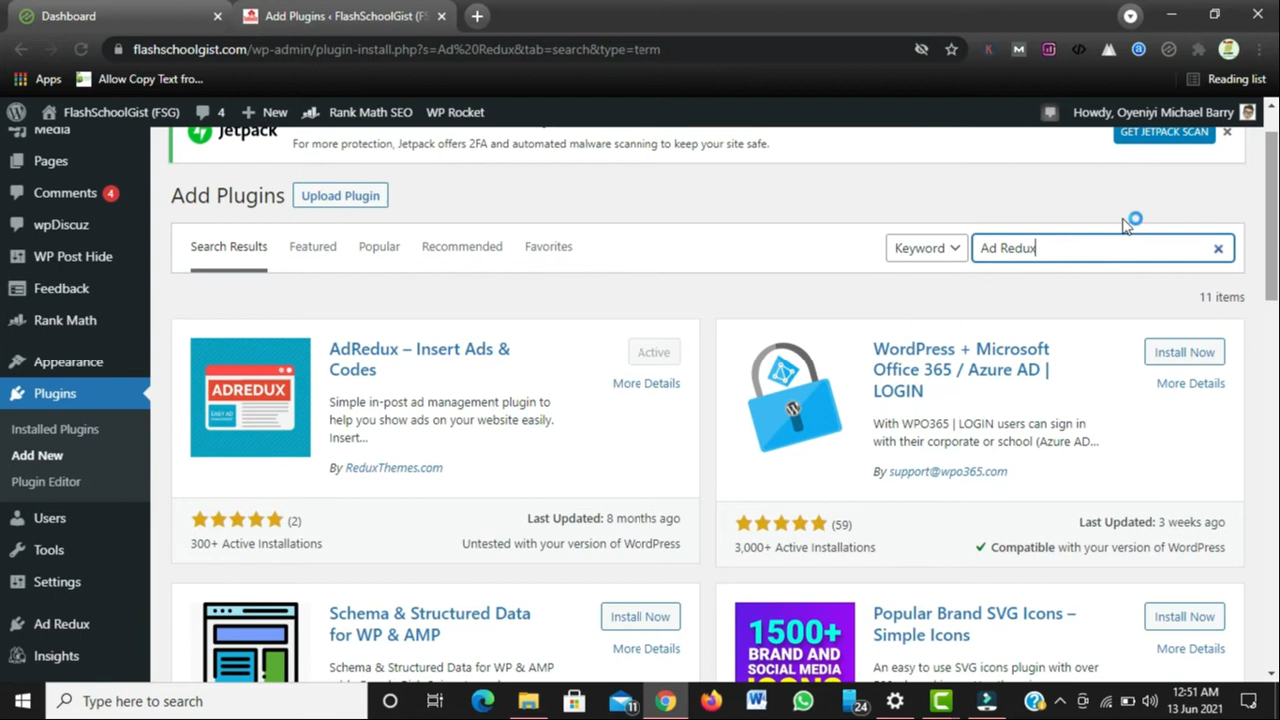 Dashboard
Add Plugins ‹ FlashSchoolGist (FS
flashschoolgist.com/wp-admin/plugin-install.php?s=Ad%20Redux&tab=search&type=term
Apps
Allow Copy Text fro...
Reading list
FlashSchoolGist (FSG)
4
New
Rank Math SEO
WP Rocket
Howdy, Oyeniyi Michael Barry
Media
Pages
Comments 4
wpDiscuz
WP Post Hide
Feedback
Rank Math
Appearance
Plugins
Installed Plugins
Add New
Plugin Editor
Users
Tools
Settings
Ad Redux
Insights
Jetpack
For more protection, Jetpack offers 2FA and automated malware scanning to keep your site safe.
GET JETPACK SCAN
Add Plugins
Upload Plugin
Search Results
Featured
Popular
Recommended
Favorites
Keyword
Ad Redux
11 items
ADREDUX
EASY AD
AdRedux – Insert Ads &
Codes
Active
More Details
Simple in-post ad management plugin to
help you show ads on your website easily.
Insert...
By ReduxThemes.com
(2)
300+ Active Installations
Last Updated: 8 months ago
Untested with your version of WordPress
WordPress + Microsoft
Office 365 / Azure AD |
LOGIN
Install Now
More Details
With WPO365 | LOGIN users can sign in
with their corporate or school (Azure AD...
By support@wpo365.com
(59)
3,000+ Active Installations
Last Updated: 3 weeks ago
Compatible with your version of WordPress
Schema & Structured Data
for WP & AMP
Install Now
More Details
Schema & Structured Data for WP & AMP
1500+
BRAND AND
SOCIAL MEDIA
ICONS
Popular Brand SVG Icons –
Simple Icons
Install Now
More Details
An easy to use SVG icons plugin with over
Type here to search
11
24
12:51 AM
13 Jun 2021